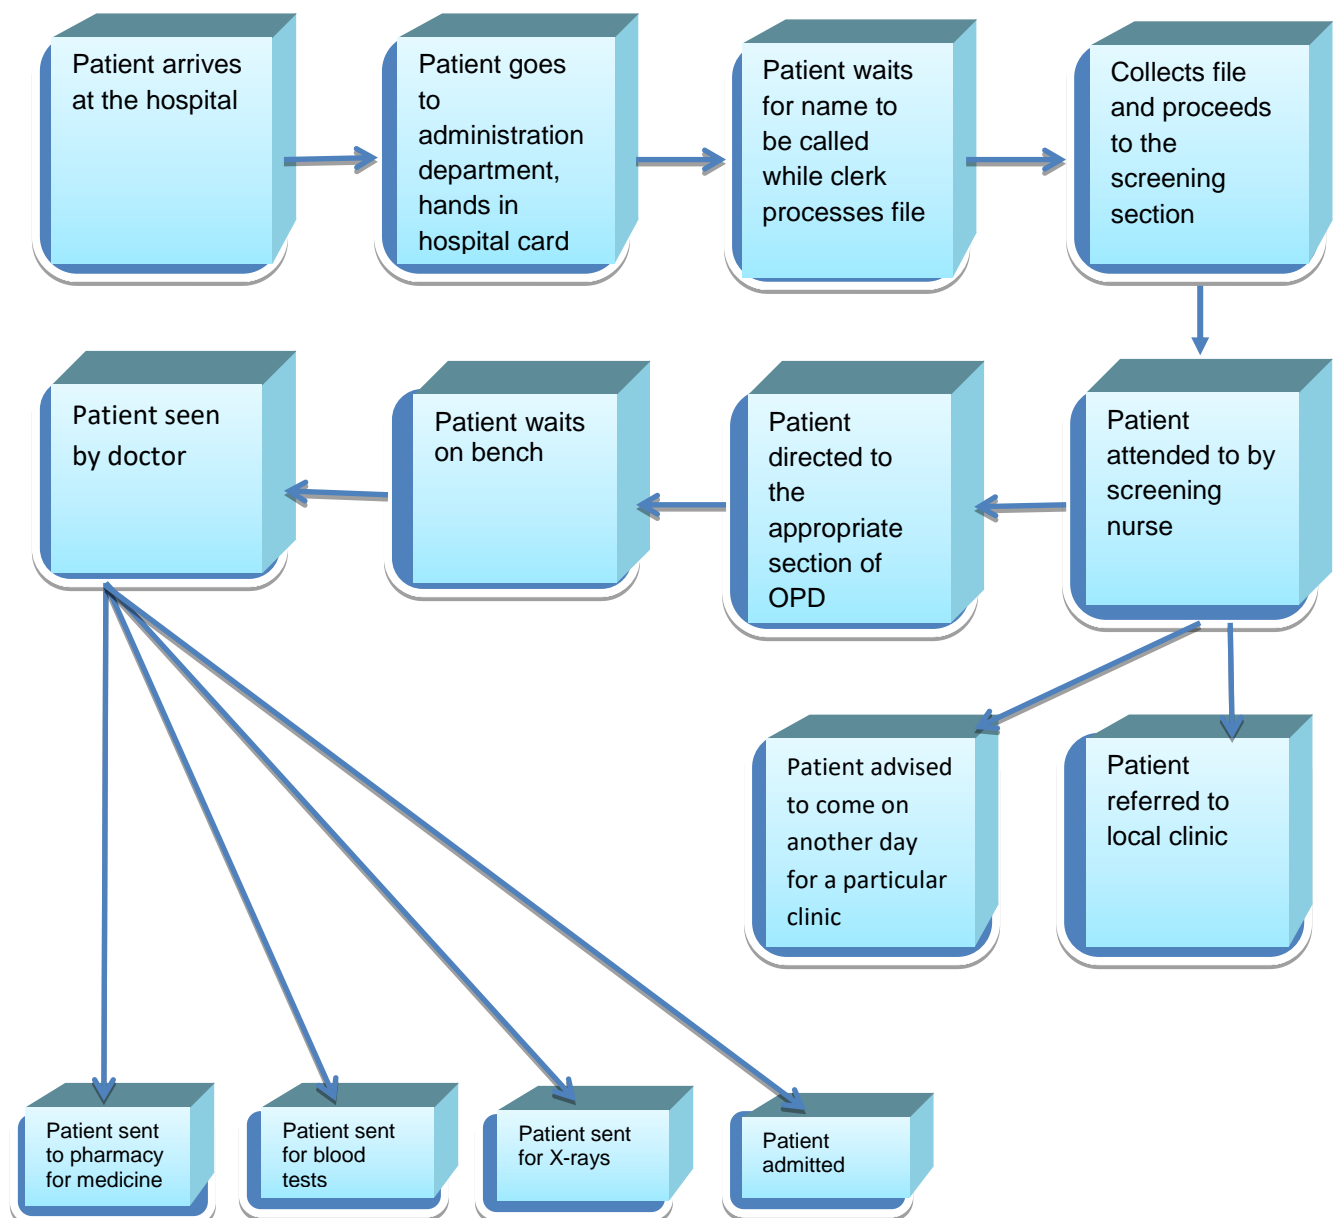 Patient arrives
at the hospital
Patient goes
to
administration
department,
hands in
hospital card
Patient waits
for name to
be called
while clerk
processes file
Collects file
and proceeds
to the
screening
section
Patient seen
by doctor
Patient waits
on bench
Patient
directed to
the
appropriate
section of
OPD
Patient
attended to by
screening
nurse
Patient advised
to come on
another day
for a particular
clinic
Patient
referred to
local clinic
Patient sent
to pharmacy
for medicine
Patient sent
for blood
tests
Patient sent
for X-rays
Patient
admitted